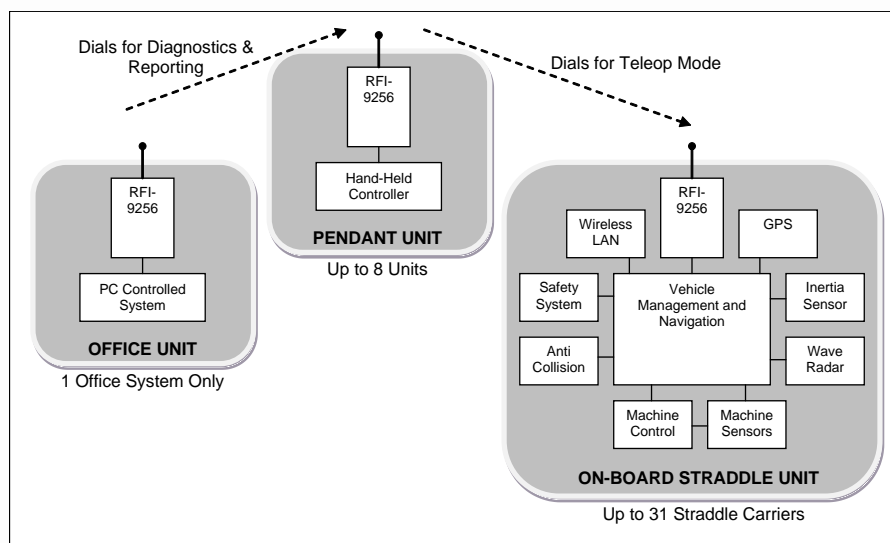 Dials for Diagnostics &
Reporting
Dials for Teleop Mode
RFI-
9256
Hand-Held
Controller
PENDANT UNIT
Up to 8 Units
RFI-
9256
PC Controlled
System
OFFICE UNIT
1 Office System Only
RFI-
9256
Wireless
LAN
GPS
Safety
System
Vehicle
Management and
Navigation
Inertia
Sensor
Anti
Collision
Wave
Radar
Machine
Control
Machine
Sensors
ON-BOARD STRADDLE UNIT
Up to 31 Straddle Carriers